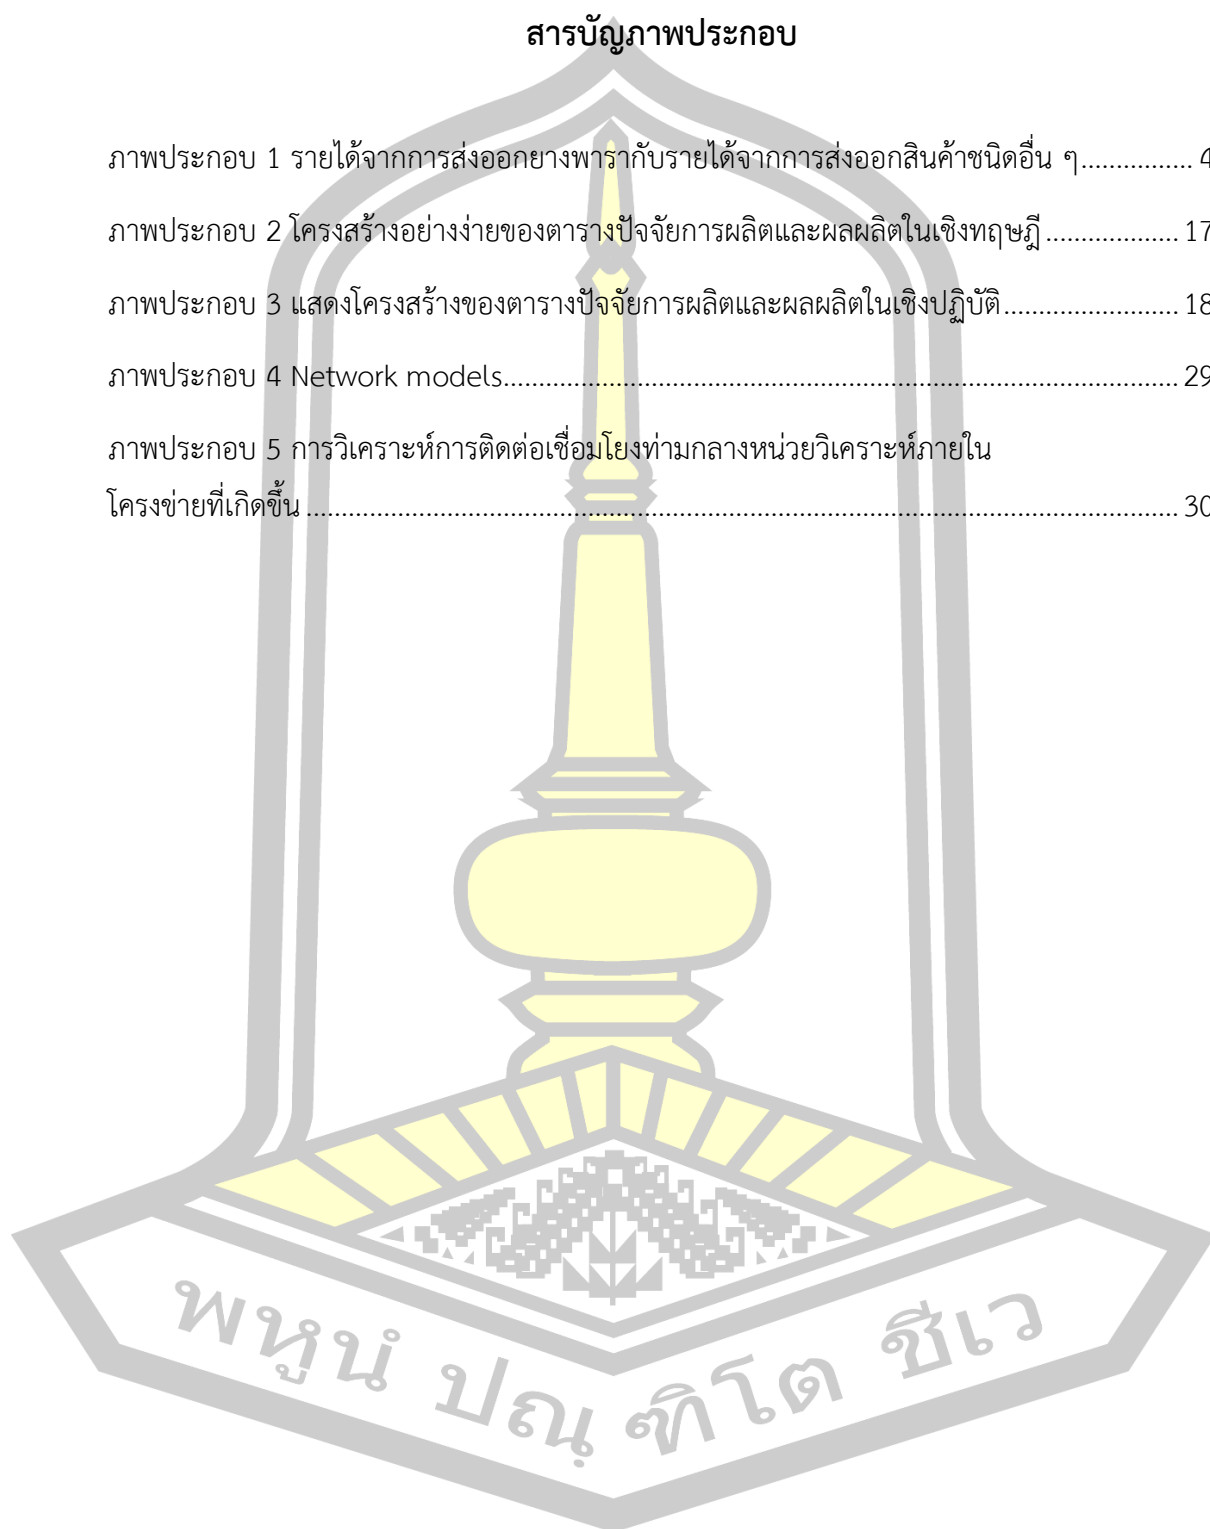 สารบัญภาพประกอบ
ภาพประกอบ 1 รายได้จากการส่งออกยางพารากับรายได้จากการส่งออกสินค้าชนิดอื่น ๆ................ 4
ภาพประกอบ 2 โครงสร้างอย่างง่ายของตารางปัจจัยการผลิตและผลผลิตในเชิงทฤษฎี ................... 17
ภาพประกอบ 3 แสดงโครงสร้างของตารางปัจจัยการผลิตและผลผลิตในเชิงปฏิบัติ......................... 18
ภาพประกอบ 4 Network models................................................................................................. 29
ภาพประกอบ 5 การวิเคราะห์การติดต่อเชื่อมโยงท่ามกลางหน่วยวิเคราะห์ภายใน
โครงข่ายที่เกิดขึ้น ............................................................................................................................. 30
พหูนํ ปณฺฑิโต ชีเว